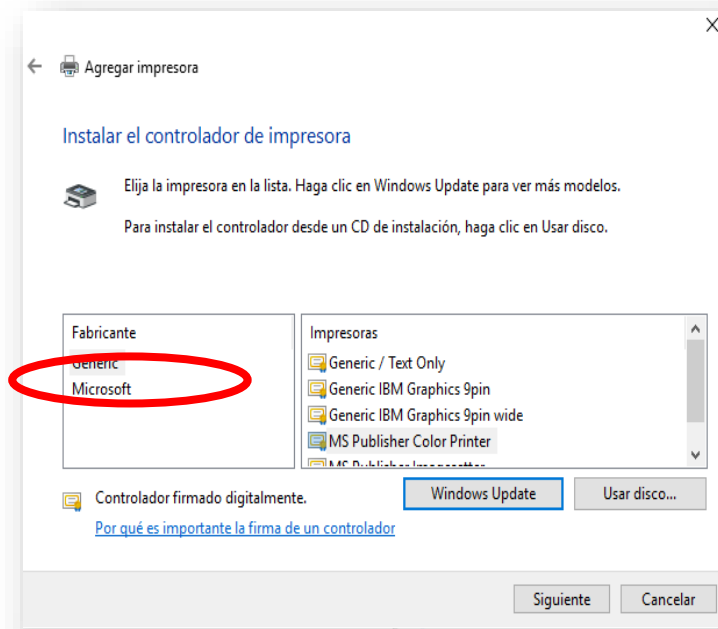 Agregar impresora
Instalar el controlador de impresora
Elija la impresora en la lista. Haga clic en Windows Update para ver más modelos.
Para instalar el controlador desde un CD de instalación, haga clic en Usar disco.
Fabricante
Generic
Microsoft
Impresoras
Generic / Text Only
Generic IBM Graphics 9pin
Generic IBM Graphics 9pin wide
MS Publisher Color Printer
MS Publisher Imagesetter
Controlador firmado digitalmente.
Por qué es importante la firma de un controlador
Windows Update
Usar disco...
Siguiente
Cancelar